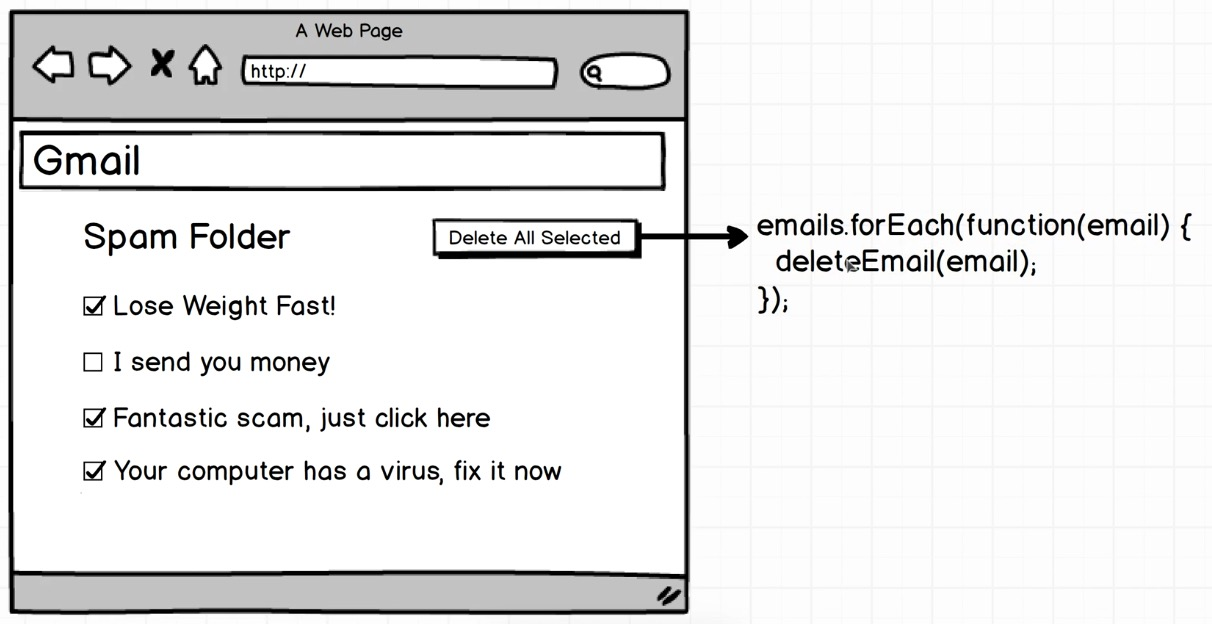 A Web Page
http://
Gmail
Spam Folder
Delete All Selected
Lose Weight Fast!
I send you money
Fantastic scam, just click here
Your computer has a virus, fix it now
emails.forEach(function(email) {
deleteEmail(email);
});